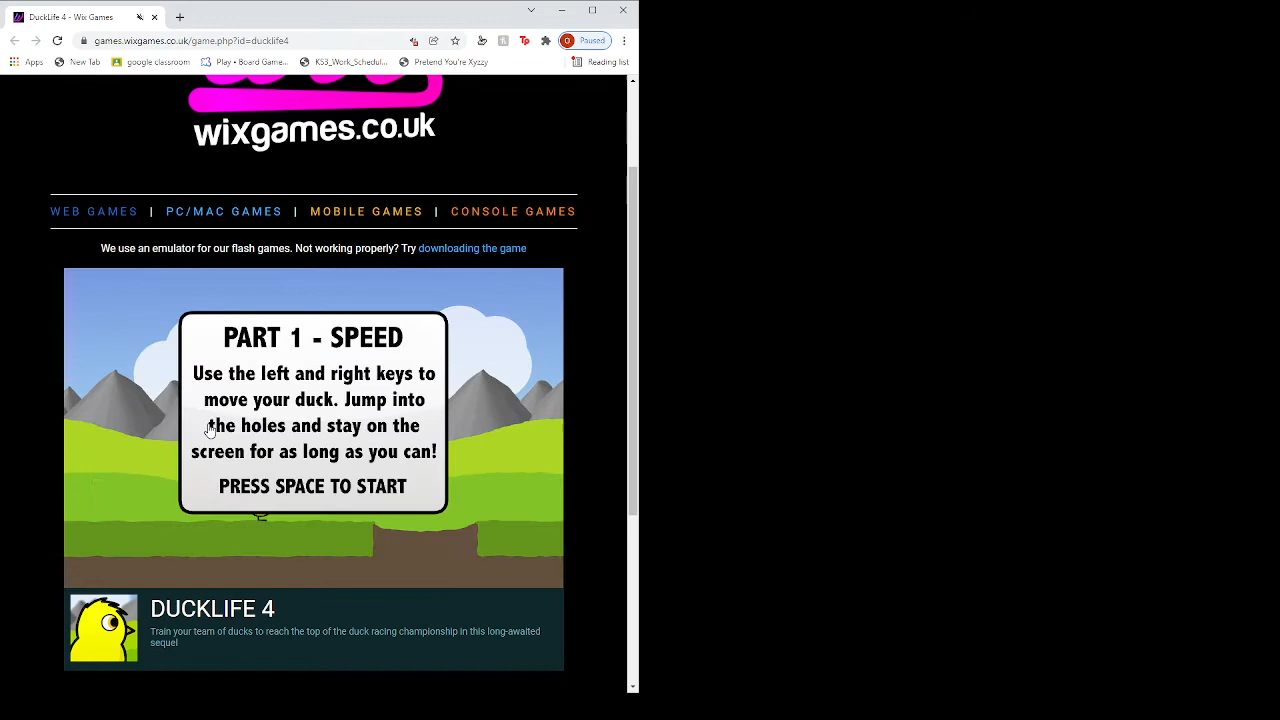 DuckLife 4 - Wix Games
games.wixgames.co.uk/game.php?id=ducklife4
Paused
Apps
New Tab
google classroom
Play • Board Game...
KS3_Work_Schedul...
Pretend You're Xyzzy
Reading list
wixgames.co.uk
WEB GAMES | PC/MAC GAMES | MOBILE GAMES | CONSOLE GAMES
We use an emulator for our flash games. Not working properly? Try downloading the game
PART 1 - SPEED
Use the left and right keys to
move your duck. Jump into
the holes and stay on the
screen for as long as you can!
PRESS SPACE TO START
DUCKLIFE 4
Train your team of ducks to reach the top of the duck racing championship in this long-awaited
sequel